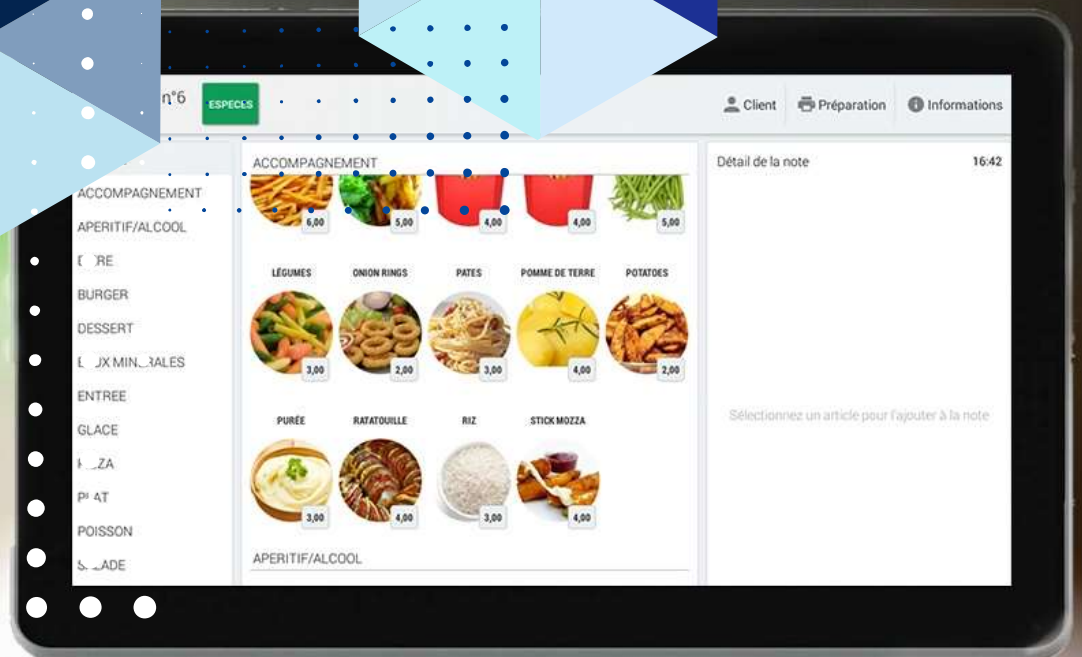 n°6 ESPECES Client Préparation Informations
ACCOMPAGNEMENT
Détail de la note 16:42
ACCOMPAGNEMENT
APERITIF/ALCOOL
BURGER
DESSERT
ENTREE
GLACE
POISSON
6,00 5,00 4,00 4,00 5,00
LÉGUMES ONION RINGS PATES POMME DE TERRE POTATOES
3,00 2,00 3,00 4,00 2,00
PURÉE RATATOUILLE RIZ STICK MOZZA
3,00 4,00 3,00 4,00
APERITIF/ALCOOL
Sélectionnez un article pour l'ajouter à la note